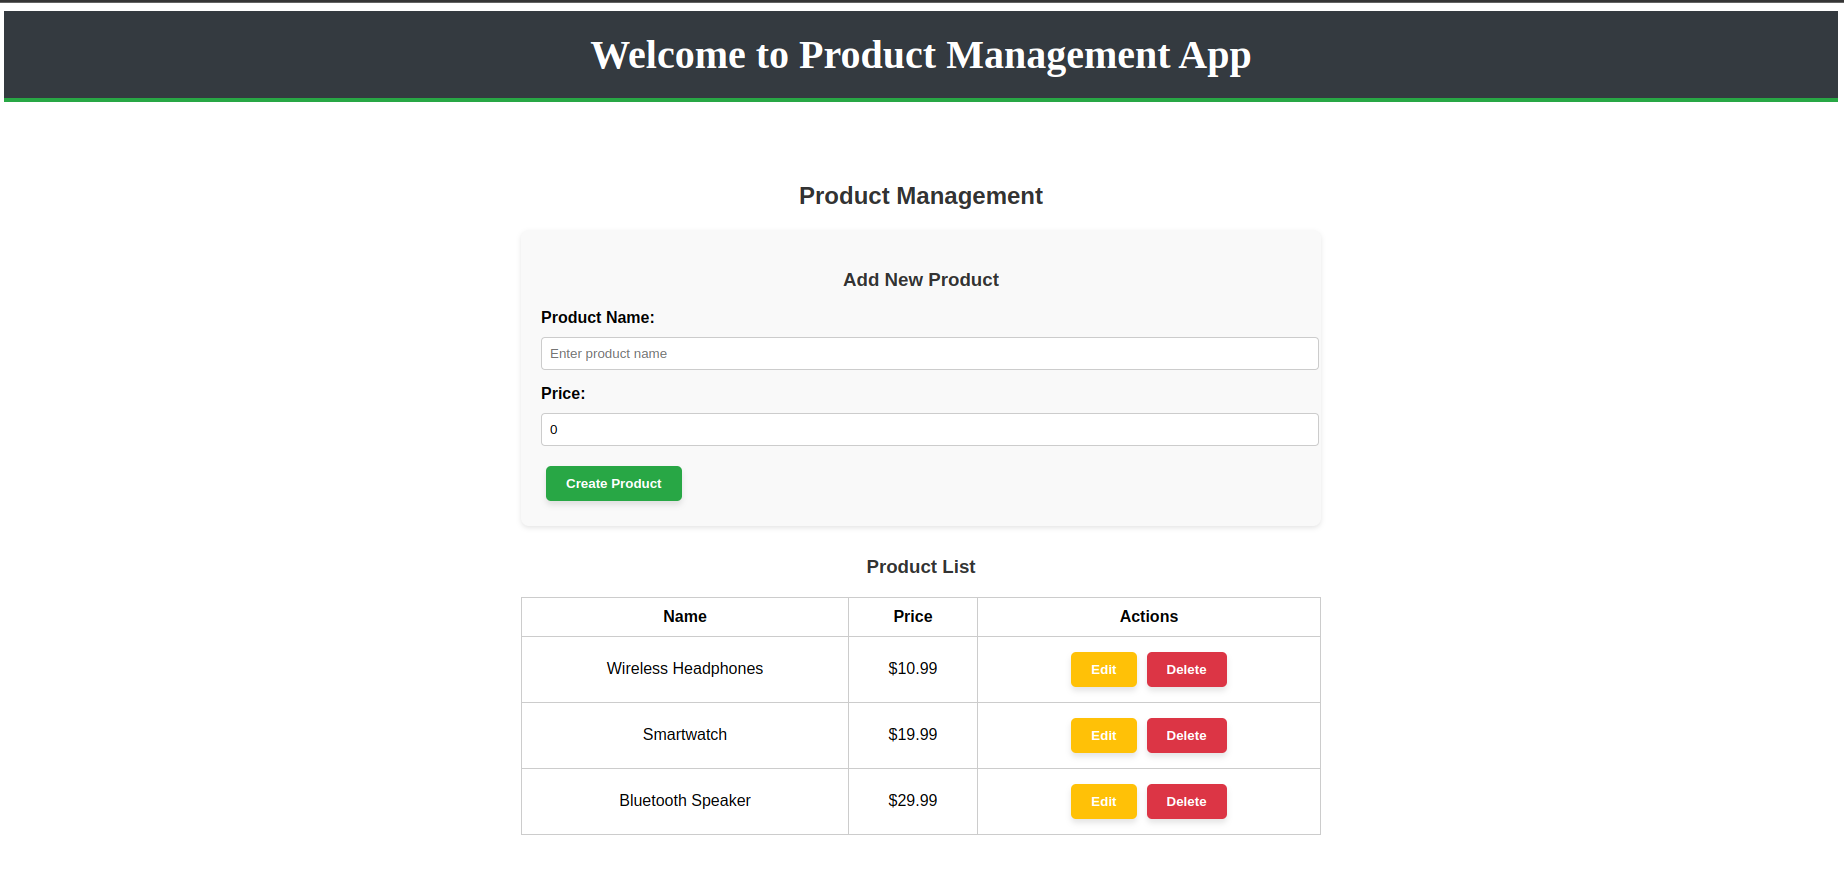 Welcome to Product Management App
Product Management
Add New Product
Product Name:
Enter product name
Price:
0
Create Product
Product List
Name Price Actions
Wireless Headphones $10.99 Edit Delete
Smartwatch $19.99 Edit Delete
Bluetooth Speaker $29.99 Edit Delete